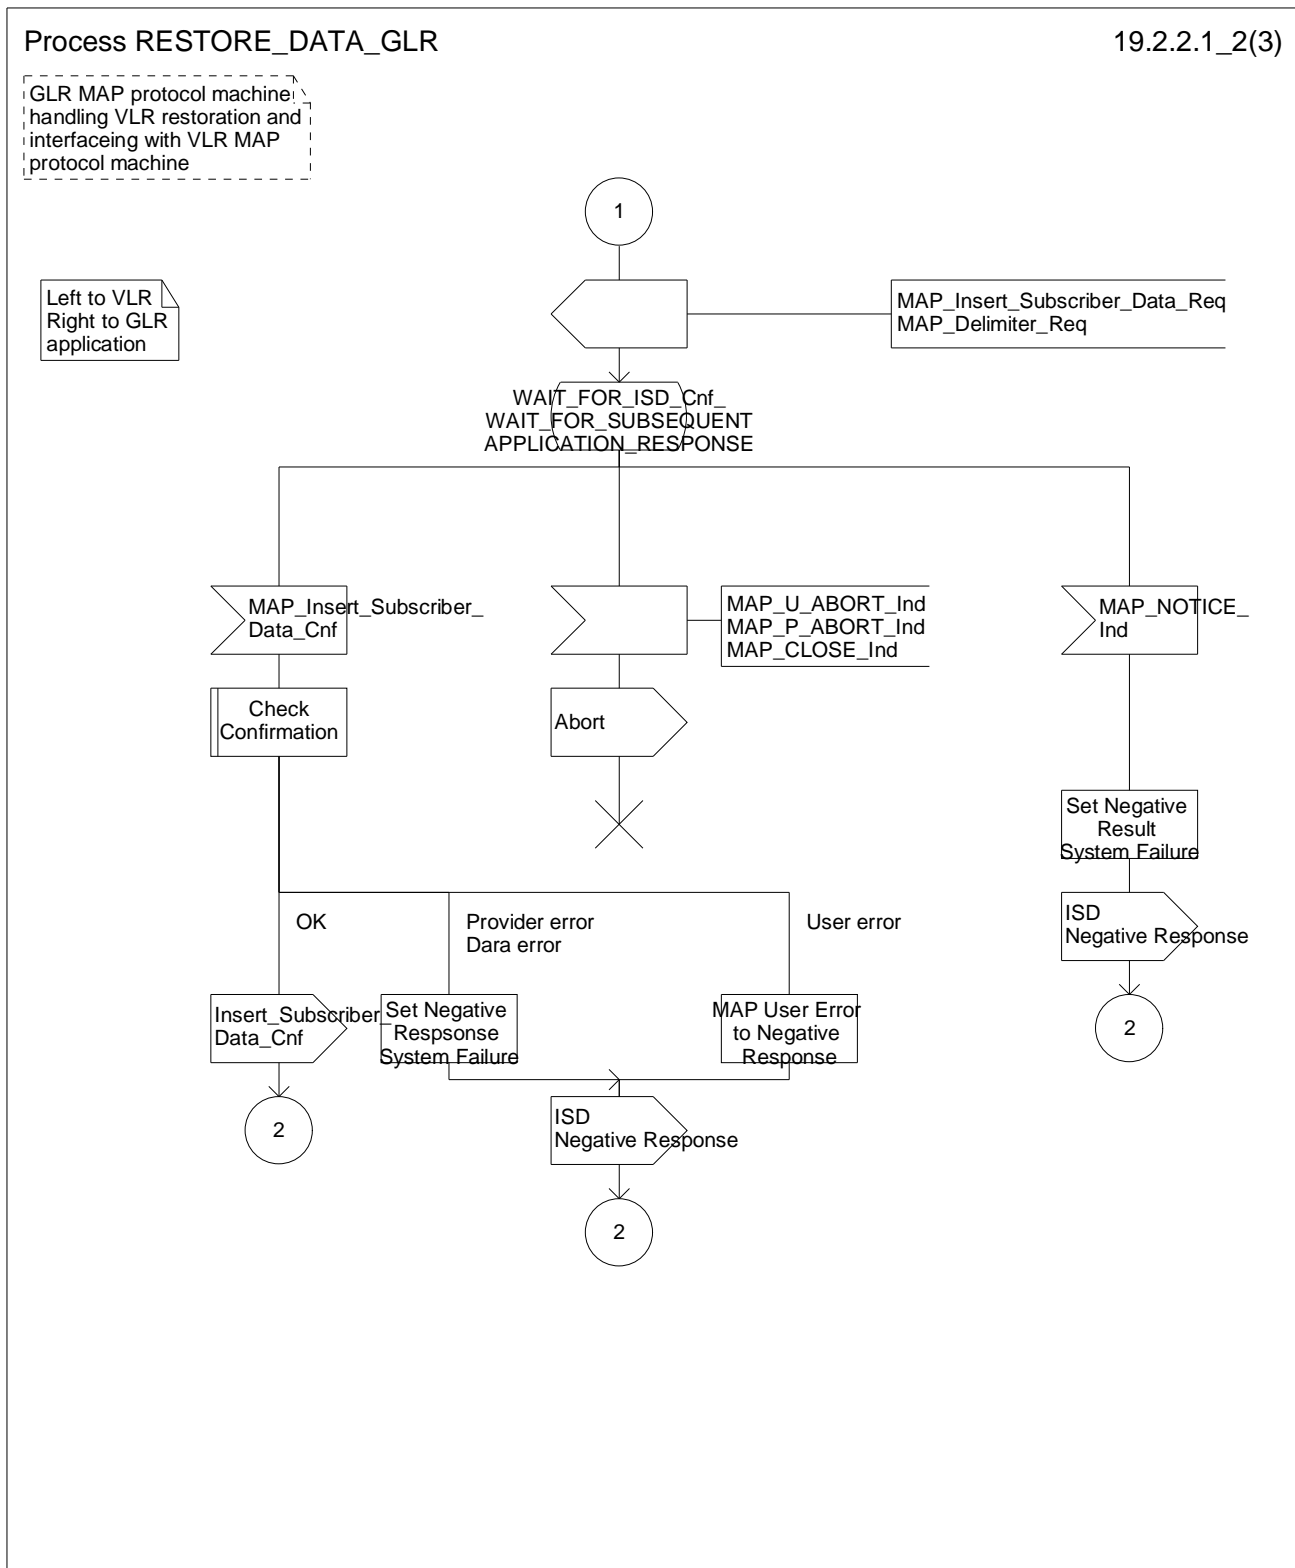 Process RESTORE_DATA_GLR
19.2.2.1_2(3)
GLR MAP protocol machine
handling VLR restoration and
interfaceing with VLR MAP
protocol machine
1
Left to VLR
Right to GLR
application
MAP_Insert_Subscriber_Data_Req
MAP_Delimiter_Req
WAIT_FOR_ISD_Cnf_
WAIT_FOR_SUBSEQUENT
APPLICATION_RESPONSE
MAP_Insert_Subscriber_
Data_Cnf
MAP_U_ABORT_Ind
MAP_P_ABORT_Ind
MAP_CLOSE_Ind
MAP_NOTICE_
Ind
Check
Confirmation
Abort
Set Negative
Result
System Failure
OK
Provider error
Dara error
User error
ISD
Negative Response
Insert_Subscriber_
Data_Cnf
Set Negative
Respsonse
System Failure
MAP User Error
to Negative
Response
2
2
ISD
Negative Response
2